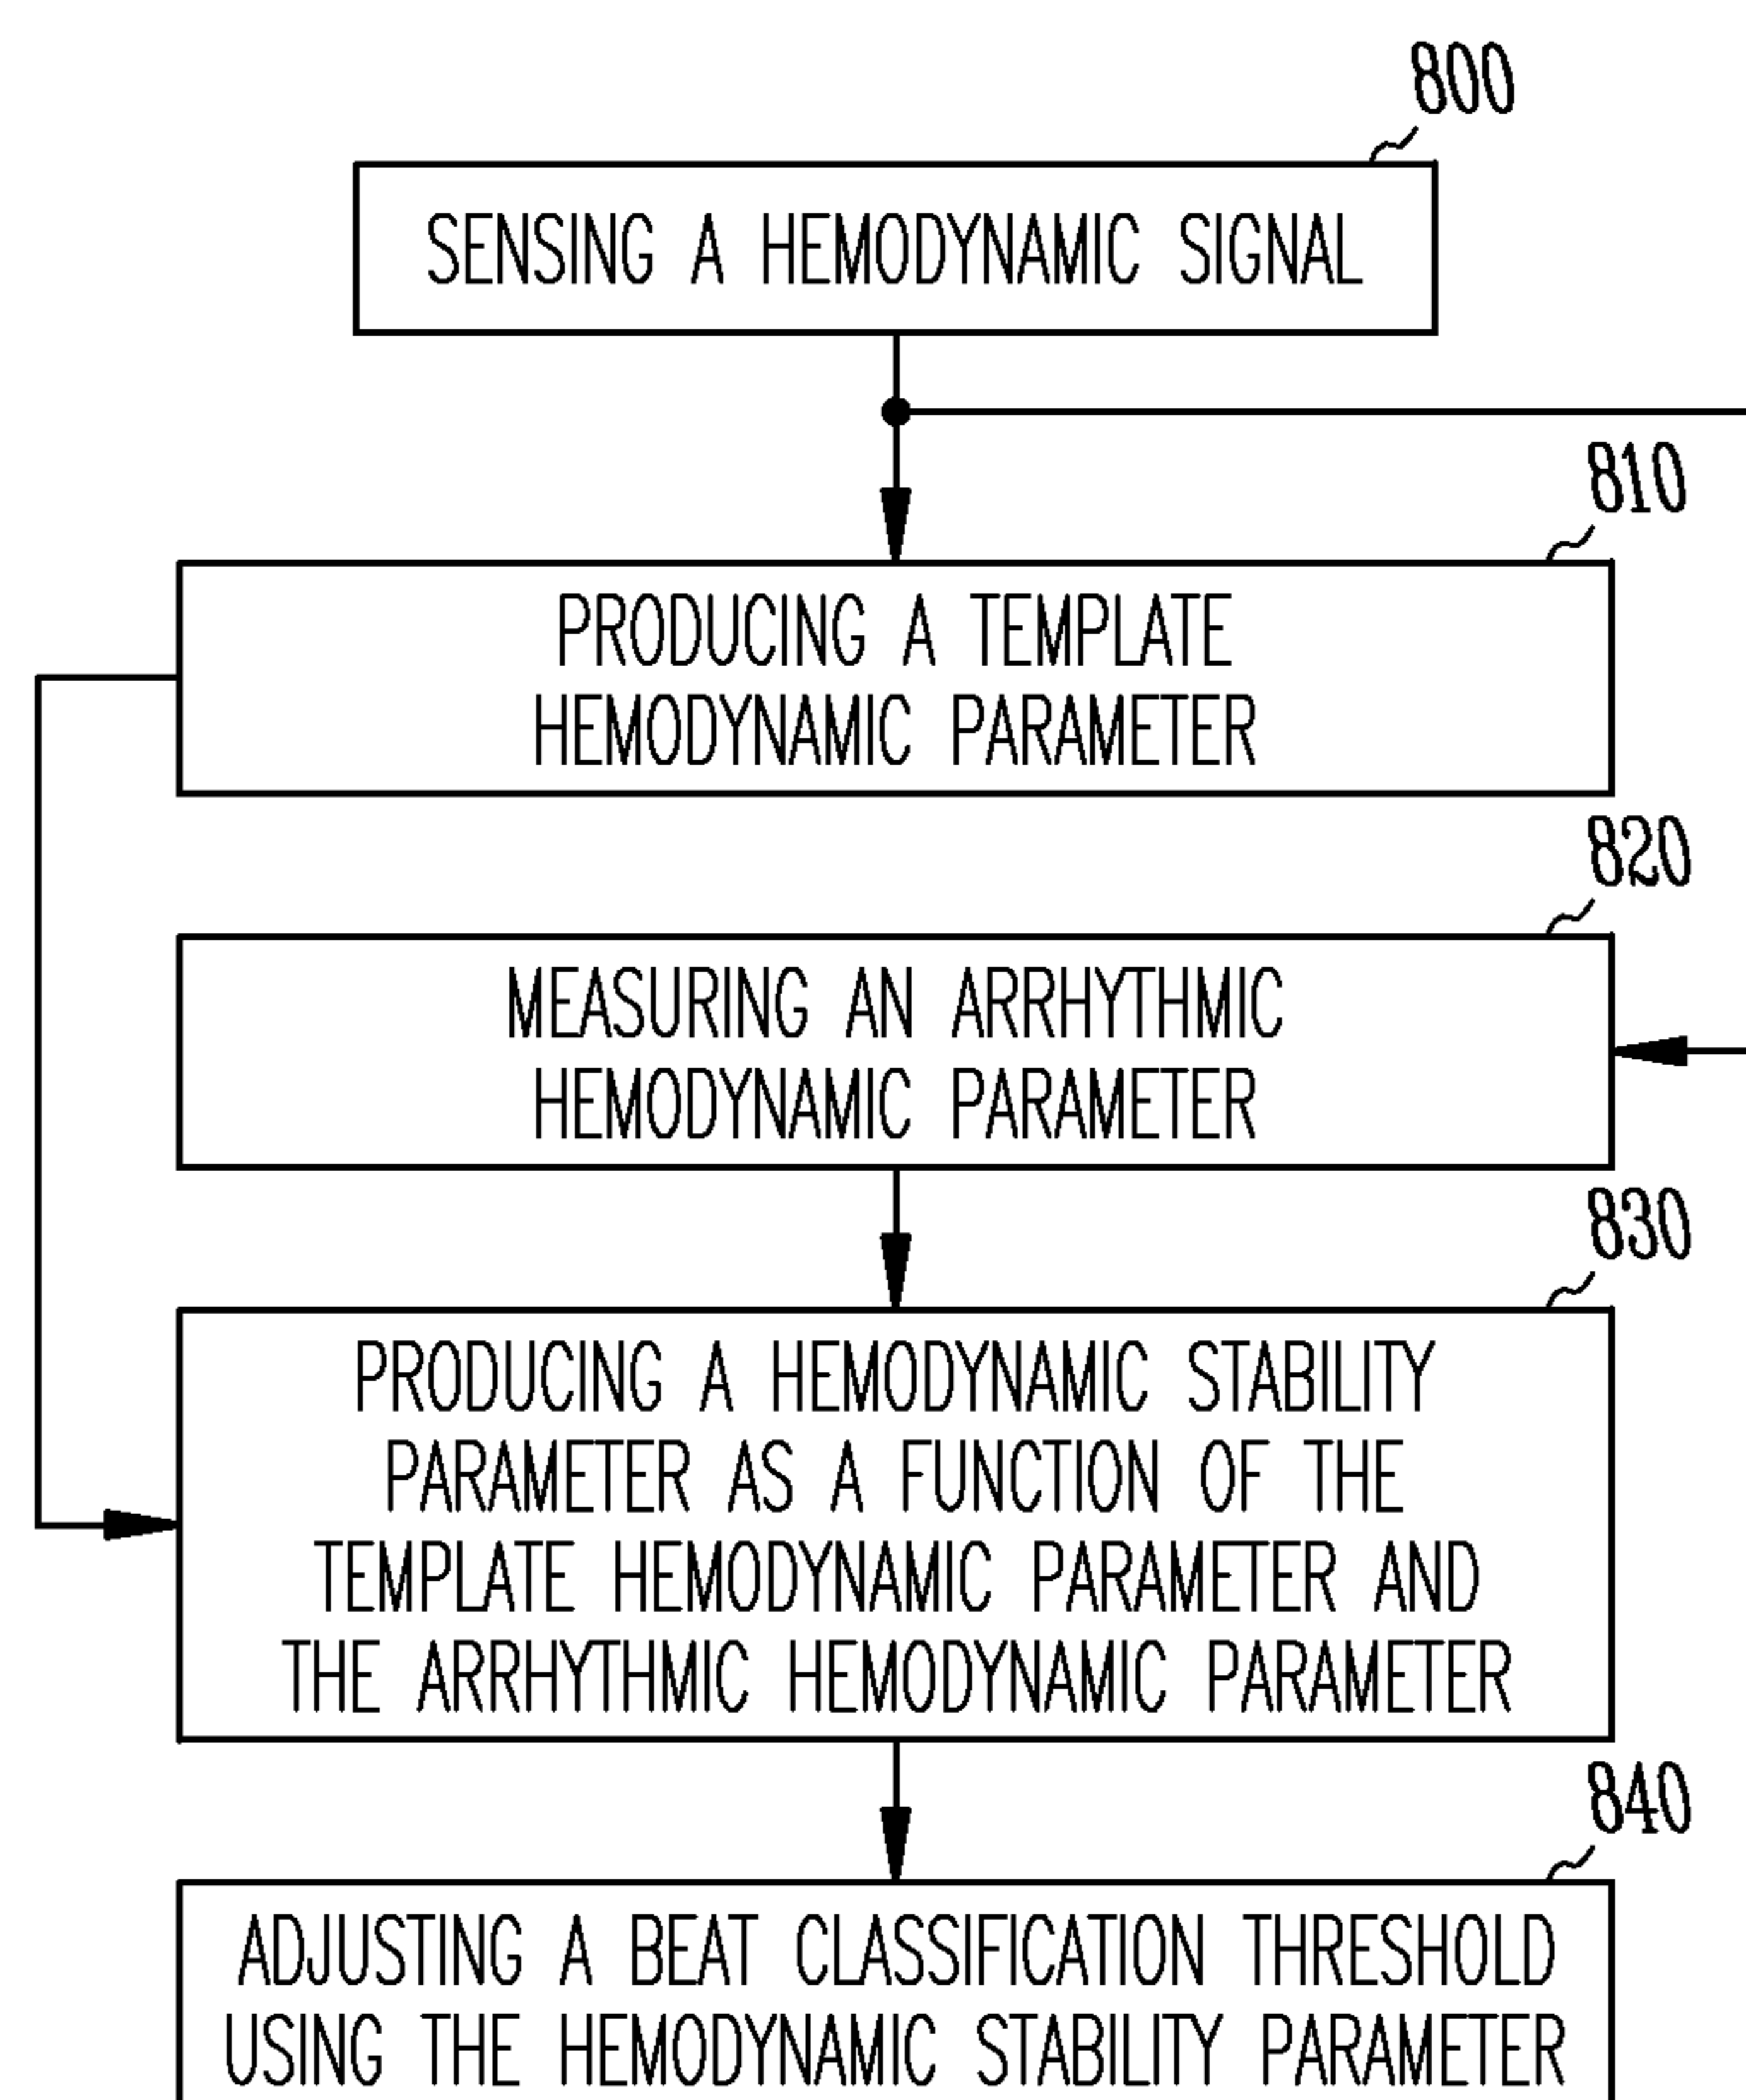 800
SENSING A HEMODYNAMIC SIGNAL
810
PRODUCING A TEMPLATE
HEMODYNAMIC PARAMETER
820
MEASURING AN ARRHYTHMIC
HEMODYNAMIC PARAMETER
830
PRODUCING A HEMODYNAMIC STABILITY
PARAMETER AS A FUNCTION OF THE
TEMPLATE HEMODYNAMIC PARAMETER AND
THE ARRHYTHMIC HEMODYNAMIC PARAMETER
840
ADJUSTING A BEAT CLASSIFICATION THRESHOLD
USING THE HEMODYNAMIC STABILITY PARAMETER